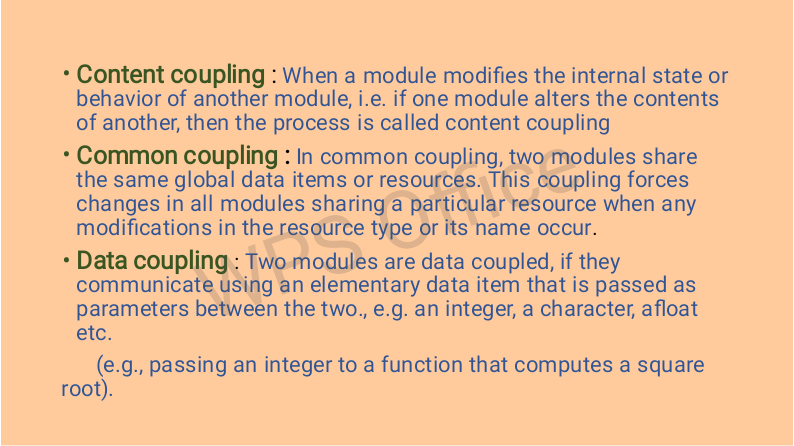 • Content coupling : When a module modifies the internal state or
behavior of another module, i.e. if one module alters the contents
of another, then the process is called content coupling
• Common coupling : In common coupling, two modules share
the same global data items or resources. This coupling forces
changes in all modules sharing a particular resource when any
modifications in the resource type or its name occur.
• Data coupling : Two modules are data coupled, if they
communicate using an elementary data item that is passed as
parameters between the two., e.g. an integer, a character, afloat
etc.
(e.g., passing an integer to a function that computes a square
root).
WPS Office